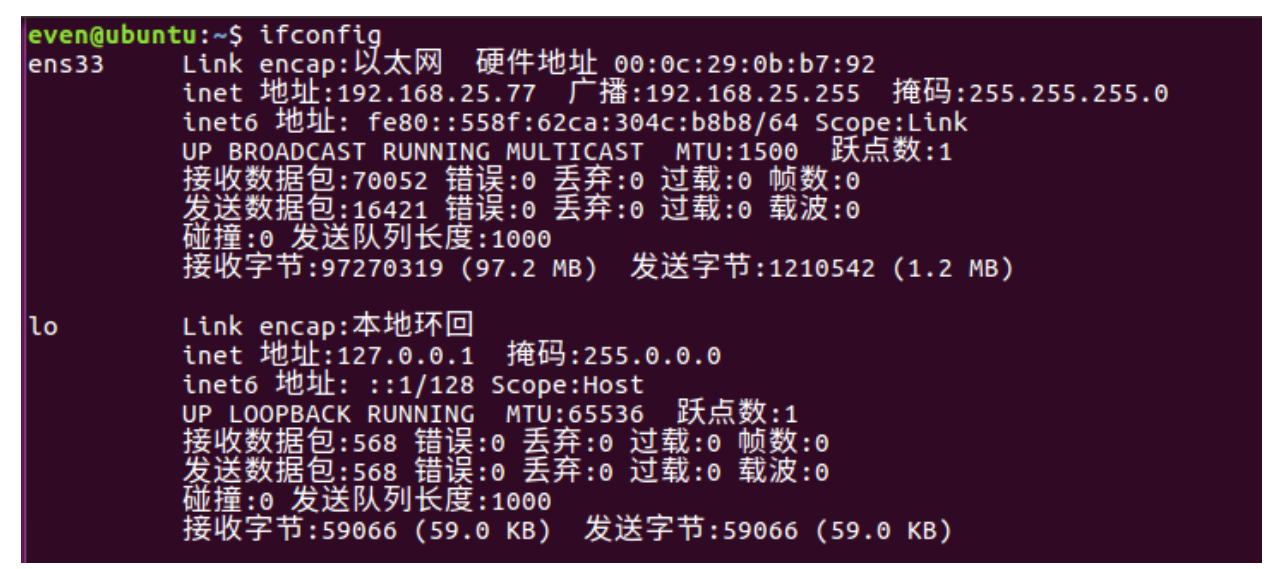 even@ubuntu:~$ ifconfig
ens33     Link encap:以太网  硬件地址 00:0c:29:0b:b7:92
          inet 地址:192.168.25.77  广播:192.168.25.255  掩码:255.255.255.0
          inet6 地址: fe80::558f:62ca:304c:b8b8/64 Scope:Link
          UP BROADCAST RUNNING MULTICAST  MTU:1500  跃点数:1
          接收数据包:70052 错误:0 丢弃:0 过载:0 帧数:0
          发送数据包:16421 错误:0 丢弃:0 过载:0 载波:0
          碰撞:0 发送队列长度:1000
          接收字节:97270319 (97.2 MB)  发送字节:1210542 (1.2 MB)

lo        Link encap:本地环回
          inet 地址:127.0.0.1  掩码:255.0.0.0
          inet6 地址: ::1/128 Scope:Host
          UP LOOPBACK RUNNING  MTU:65536  跃点数:1
          接收数据包:568 错误:0 丢弃:0 过载:0 帧数:0
          发送数据包:568 错误:0 丢弃:0 过载:0 载波:0
          碰撞:0 发送队列长度:1000
          接收字节:59066 (59.0 KB)  发送字节:59066 (59.0 KB)